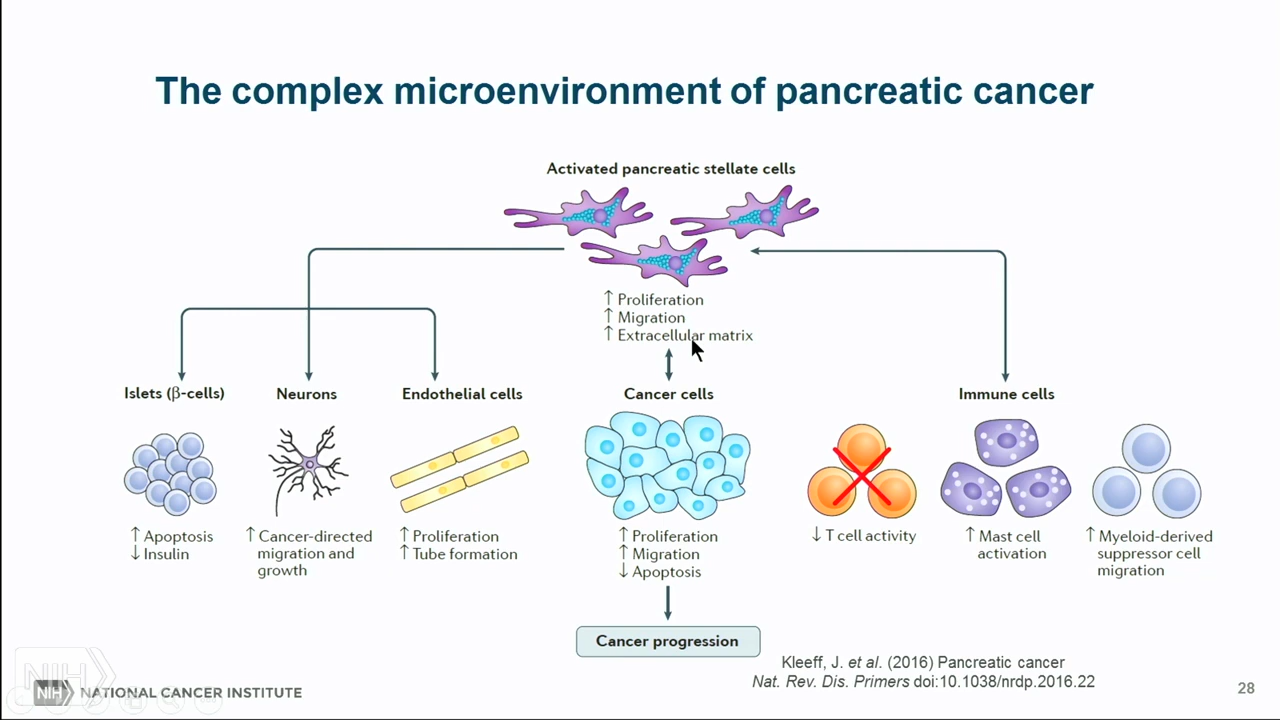 The complex microenvironment of pancreatic cancer
Activated pancreatic stellate cells
↑ Proliferation
↑ Migration
↑ Extracellular matrix
Islets (β-cells)
Neurons
Endothelial cells
Cancer cells
Immune cells
↑ Apoptosis
↓ Insulin
↑ Cancer-directed
migration and
growth
↑ Proliferation
↑ Tube formation
↑ Proliferation
↑ Migration
↓ Apoptosis
↓ T cell activity
↑ Mast cell
activation
↑ Myeloid-derived
suppressor cell
migration
Cancer progression
Kleeff, J. et al. (2016) Pancreatic cancer
Nat. Rev. Dis. Primers doi:10.1038/nrdp.2016.22
NIH
NIH NATIONAL CANCER INSTITUTE
28